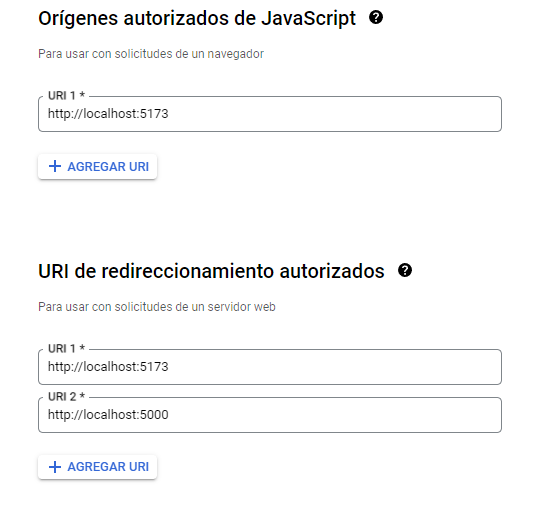 Orígenes autorizados de JavaScript ?
Para usar con solicitudes de un navegador
URI 1 *
http://localhost:5173
+ AGREGAR URI
URI de redireccionamiento autorizados ?
Para usar con solicitudes de un servidor web
URI 1 *
http://localhost:5173
URI 2 *
http://localhost:5000
+ AGREGAR URI